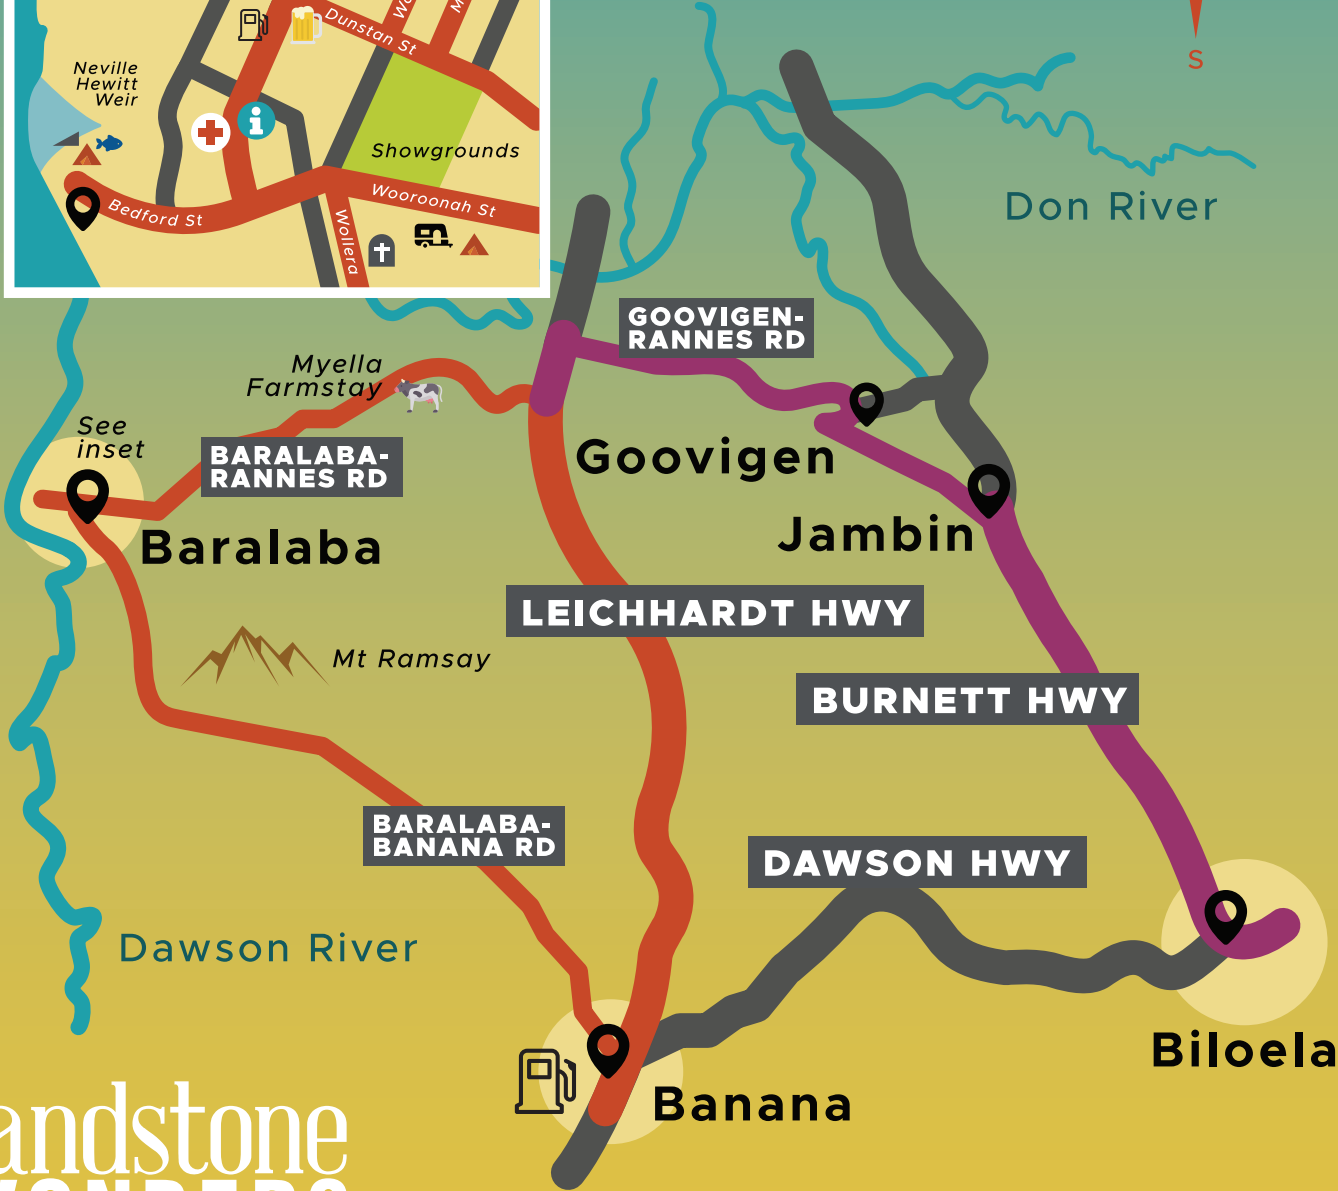 Dunstan St
Neville
Hewitt
Weir
Showgrounds
Bedford St
Wooroonah St
Wollera
S
Don River
GOOVIGEN-
RANNES RD
Myella
Farmstay
See
inset
BARALABA-
RANNES RD
Goovigen
Jambin
Baralaba
LEICHHARDT HWY
Mt Ramsay
BURNETT HWY
BARALABA-
BANANA RD
DAWSON HWY
Dawson River
Biloela
Banana
andstone